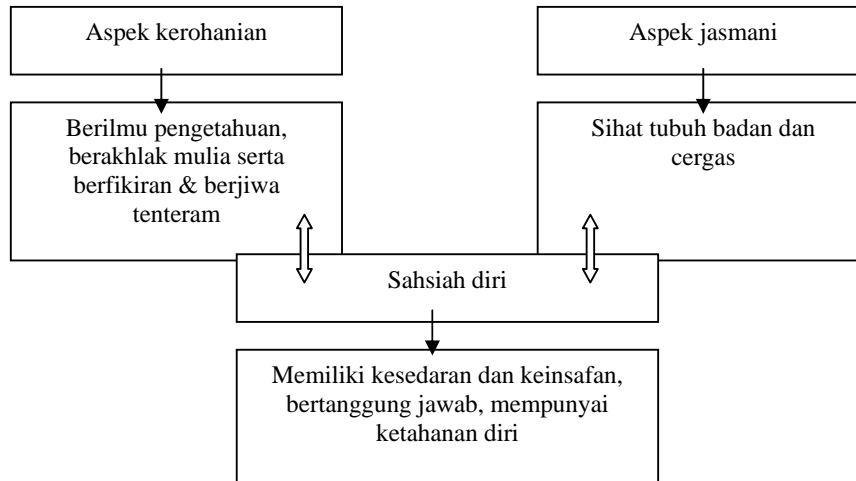 Aspek kerohanian
Aspek jasmani
Berilmu pengetahuan,
berakhlak mulia serta
berfikiran & berjiwa
tenteram
Sihat tubuh badan dan
cergas
Sahsiah diri
Memiliki kesedaran dan keinsafan,
bertanggung jawab, mempunyai
ketahanan diri